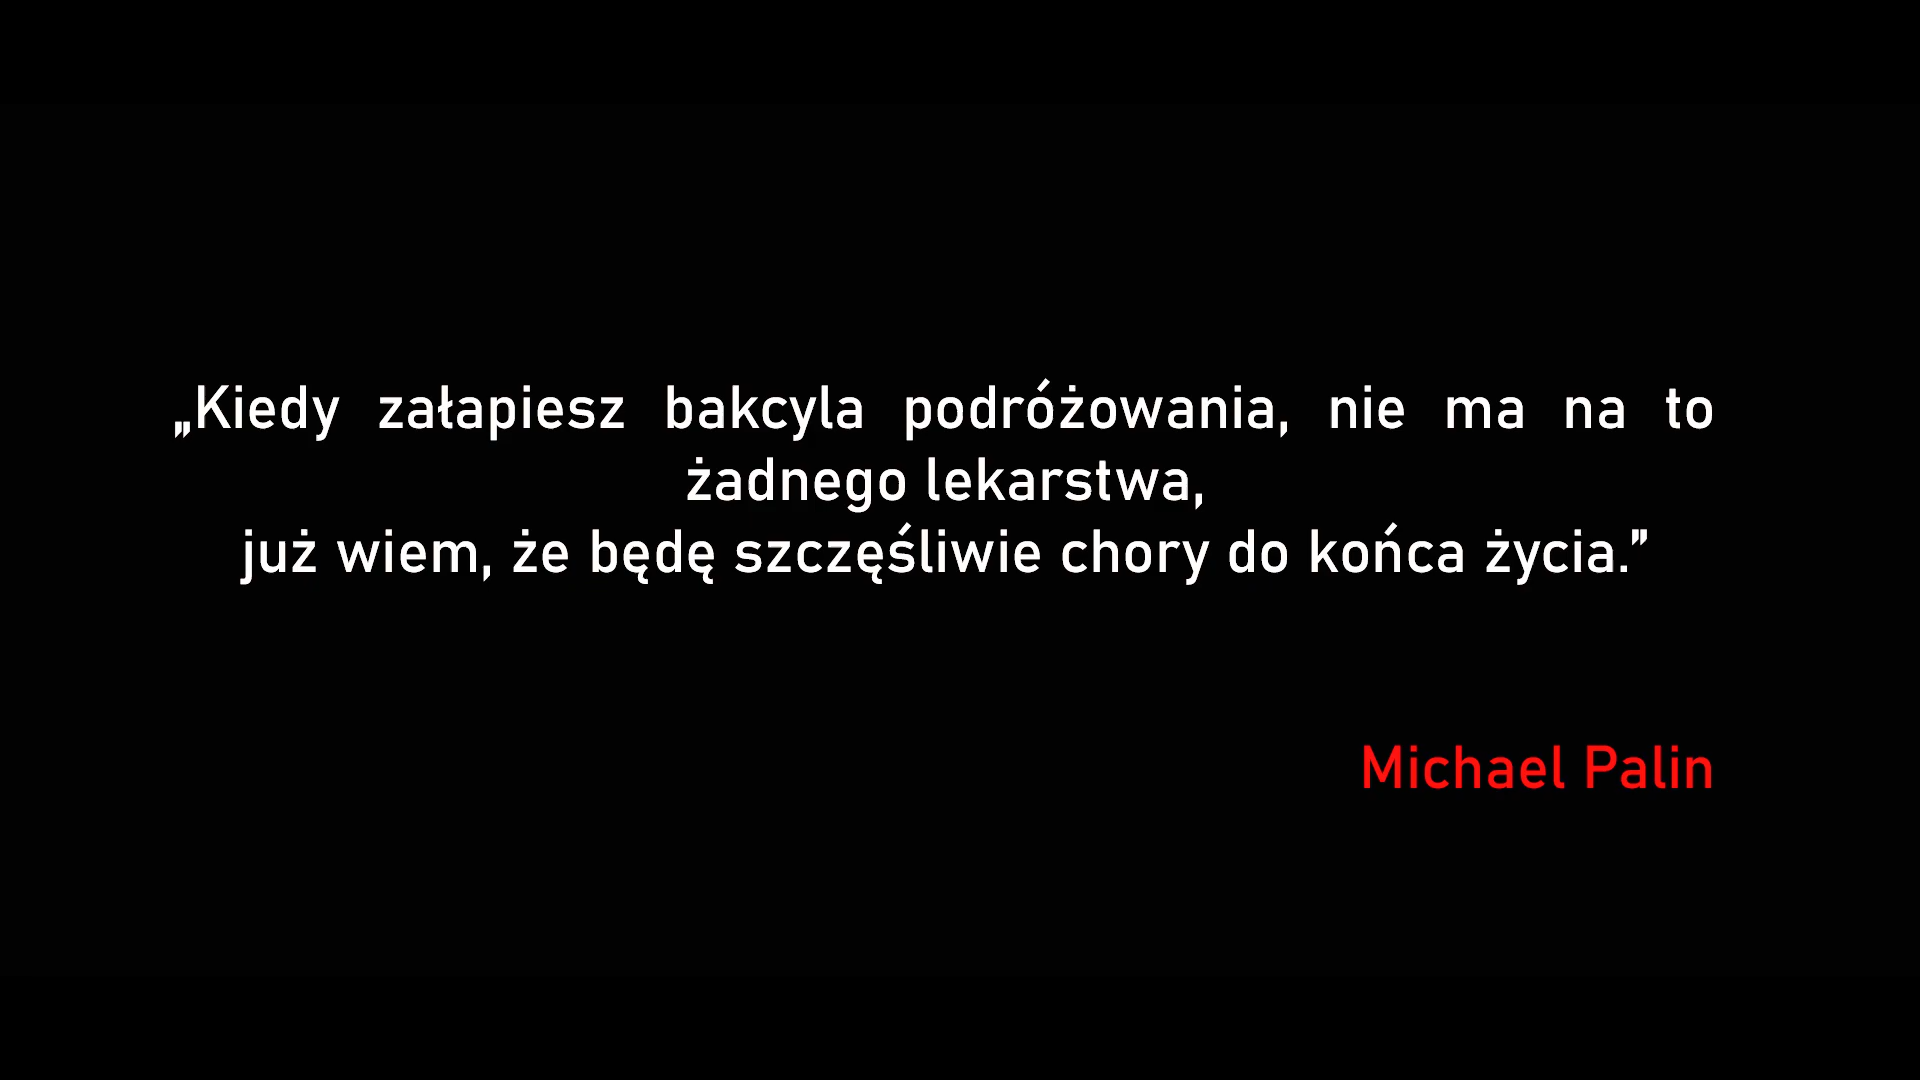 „Kiedy załapiesz bakcyla podróżowania, nie ma na to
żadnego lekarstwa,
już wiem, że będę szczęśliwie chory do końca życia.”
Michael Palin